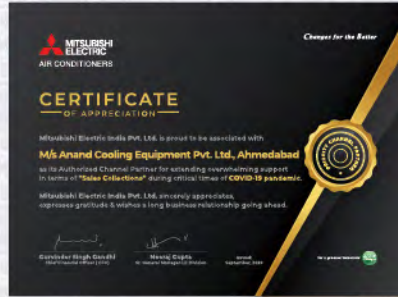 Changes for the Better
MITSUBISHI
ELECTRIC
AIR CONDITIONERS
CERTIFICATE
OF APPRECIATION
Mitsubishi Electric India Pvt. Ltd. is proud to be associated with
M/s Anand Cooling Equipment Pvt. Ltd., Ahmedabad
as its Authorized Channel Partner for extending overwhelming support
in terms of "Sales Collections" during critical times of COVID-19 pandemic.
Mitsubishi Electric India Pvt. Ltd. sincerely appreciates,
expresses gratitude & wishes a long business relationship going ahead.
Neeraj Gupta
CHANNEL PARTNER